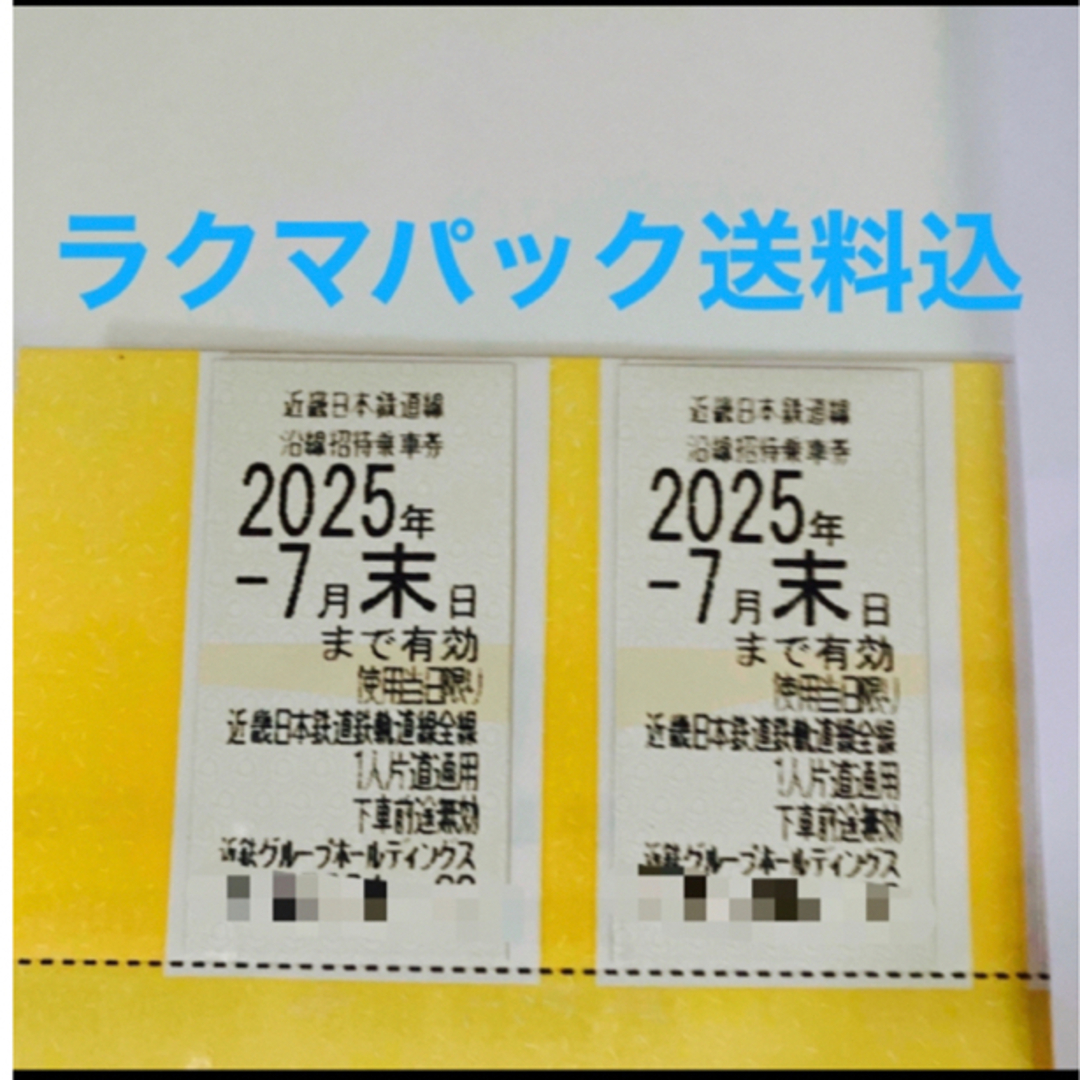 ラクマパック送料込
近畿日本鉄道線
沿線招待乗車券
2025年
-7月末日
まで有効
使用当日限り
近畿日本鉄道鉄軌道線全線
1人片道通用
下車前途無効
近鉄グループホールディングス
近畿日本鉄道線
沿線招待乗車券
2025年
-7月末日
まで有効
使用当日限り
近畿日本鉄道鉄軌道線全線
1人片道通用
下車前途無効
近鉄グループホールディングス